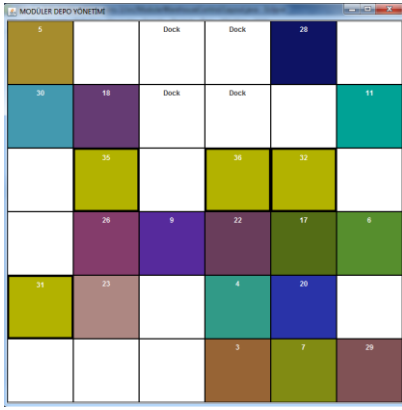 MODÜLER DEPO YÖNETİMİ
5 Dock Dock 28
30 18 Dock Dock 11
35 36 32
26 9 22 17 6
31 23 4 20
3 7 29